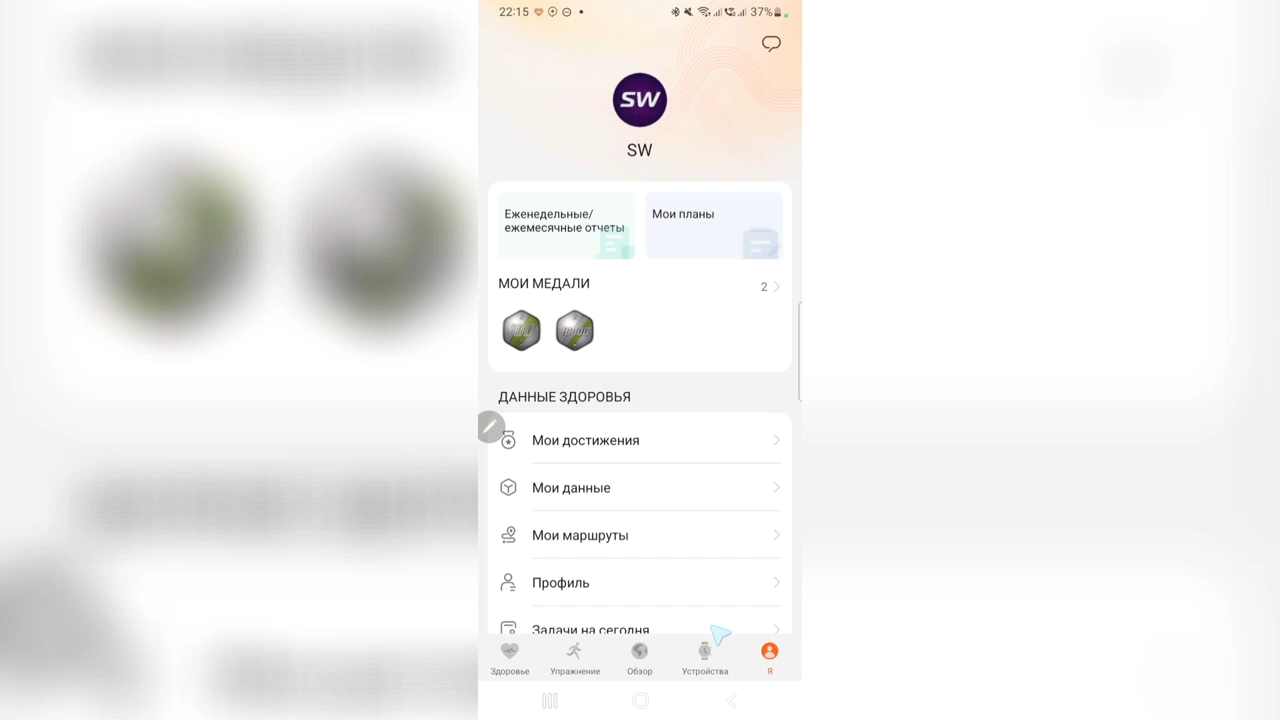 22:15
37%
SW
SW
Еженедельные/
ежемесячные отчеты
Мои планы
МОИ МЕДАЛИ
2
ДАННЫЕ ЗДОРОВЬЯ
Мои достижения
Мои данные
Мои маршруты
Профиль
Задачи на сегодня
Здоровье
Упражнение
Обзор
Устройства
Я